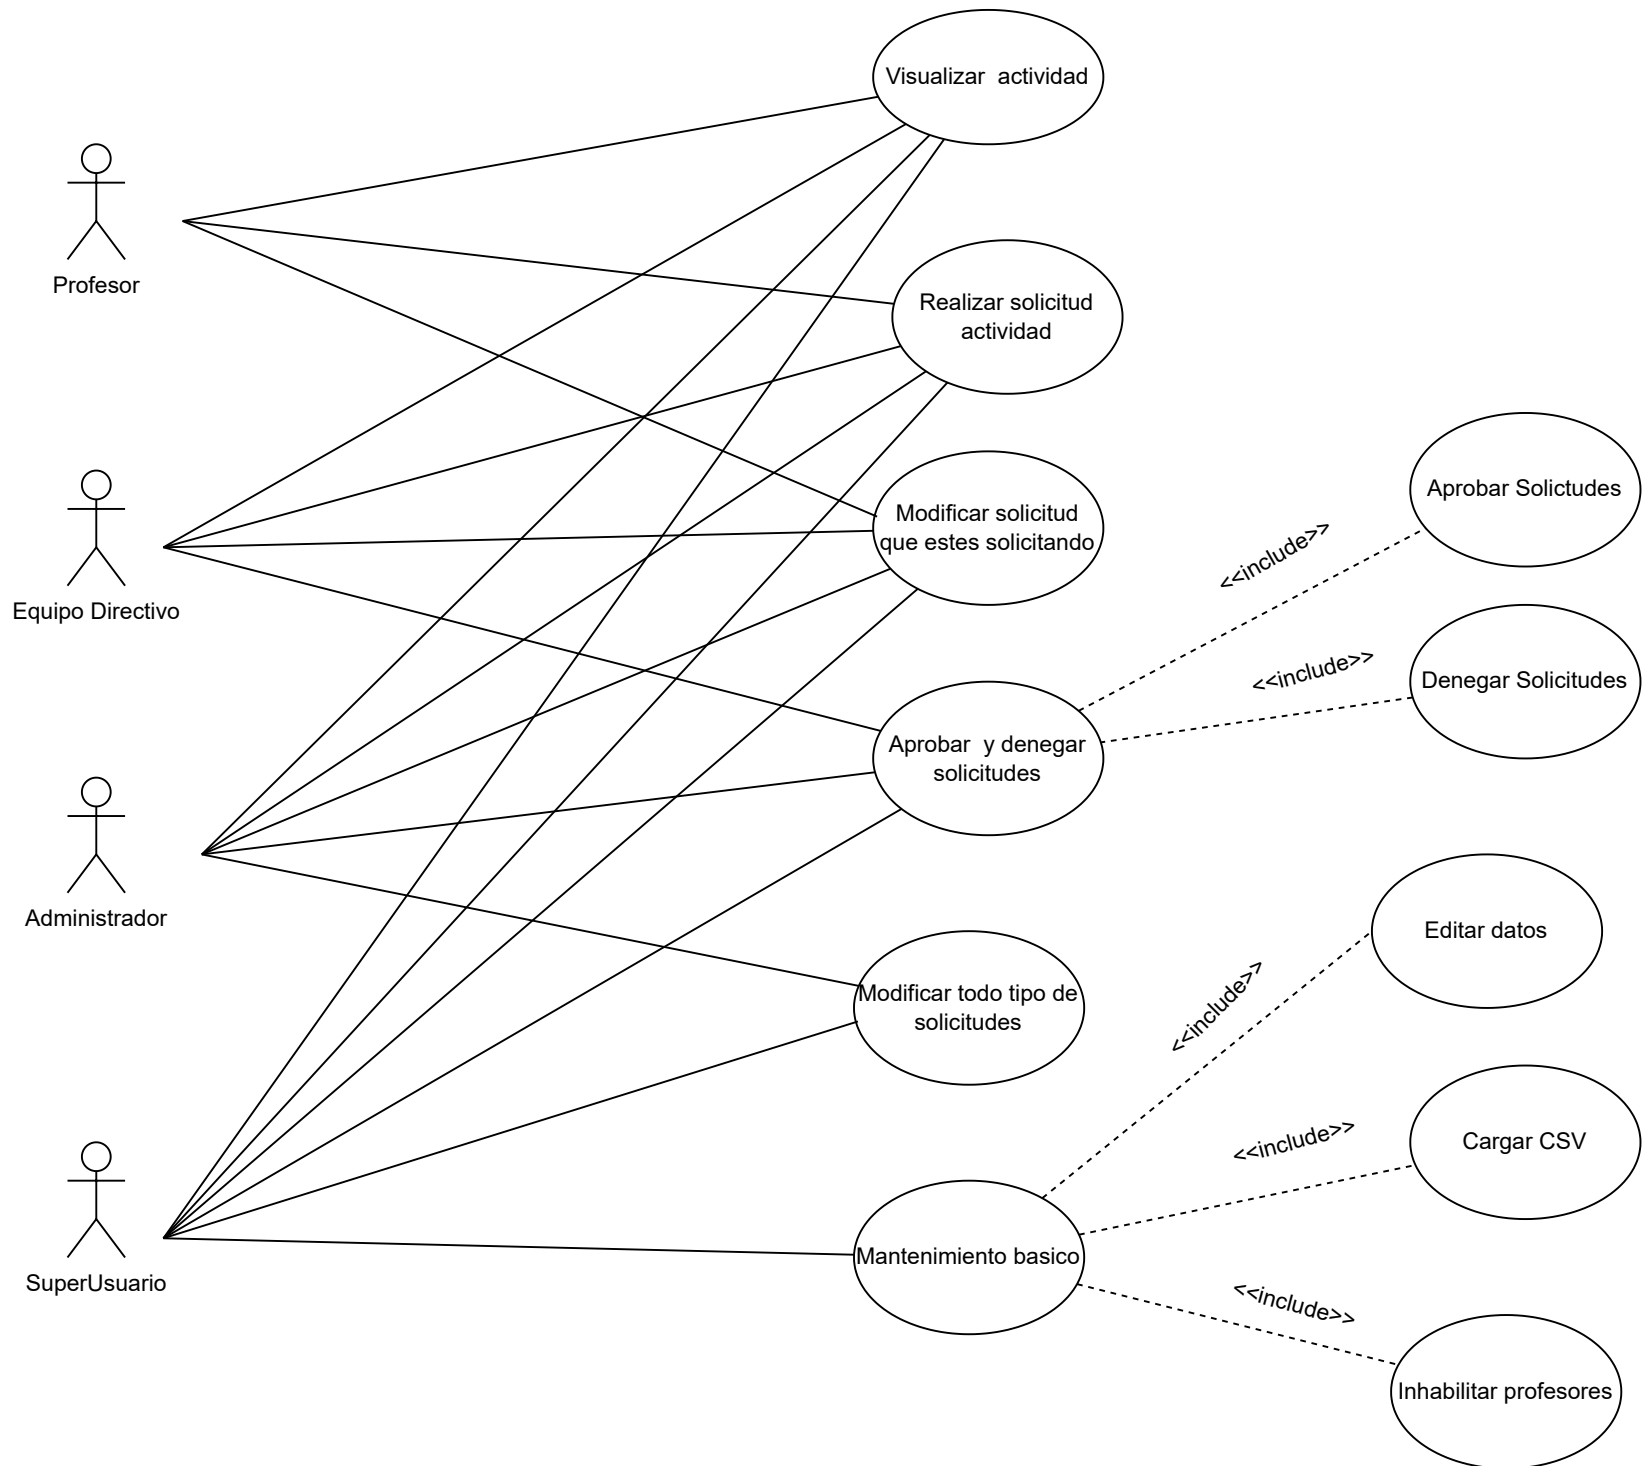 Visualizar  actividad
Profesor
Realizar solicitud
actividad
Equipo Directivo
Modificar solicitud
que estes solicitando
<<include>>
Aprobar Solictudes
<<include>>
Denegar Solicitudes
Aprobar  y denegar
solicitudes
Administrador
Modificar todo tipo de
solicitudes
<<include>>
Editar datos
<<include>>
Cargar CSV
SuperUsuario
Mantenimiento basico
<<include>>
Inhabilitar profesores